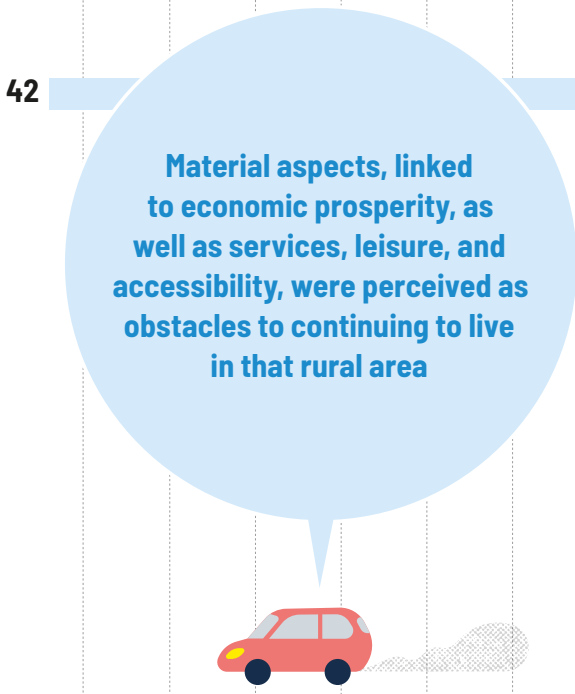 42
Material aspects, linked
to economic prosperity, as
well as services, leisure, and
accessibility, were perceived as
obstacles to continuing to live
in that rural area